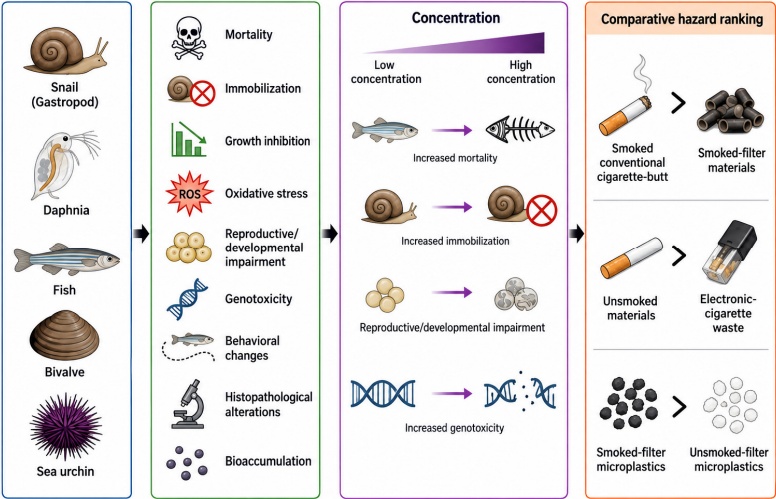 Snail
(Gastropod)
Daphnia
Fish
Bivalve
Sea urchin
Mortality
Immobilization
Growth inhibition
ROS
Oxidative stress
Reproductive/
developmental
impairment
Genotoxicity
Behavioral
changes
Histopathological
alterations
Bioaccumulation
Concentration
Low
concentration
High
concentration
Increased mortality
Increased immobilization
Reproductive/developmental impairment
Increased genotoxicity
Comparative hazard ranking
Smoked
conventional
cigarette-butt
>
Smoked-filter
materials
Unsmoked
materials
>
Electronic-
cigarette
waste
Smoked-filter
microplastics
>
Unsmoked-filter
microplastics